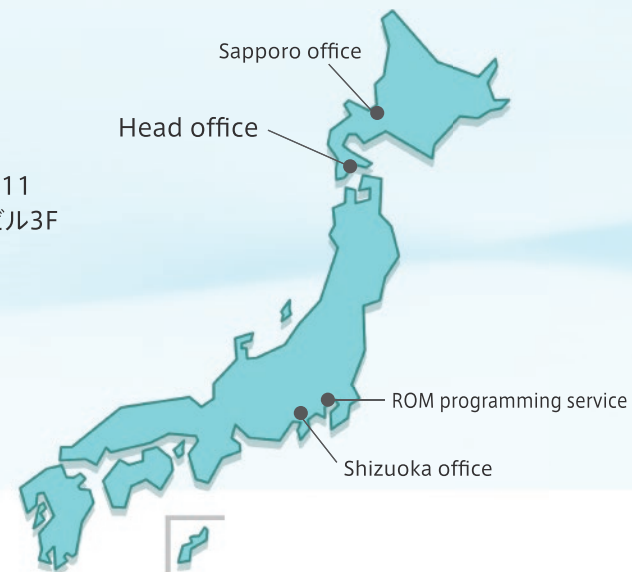 Sapporo office
Head office
11
ビル3F
ROM programming service
Shizuoka office